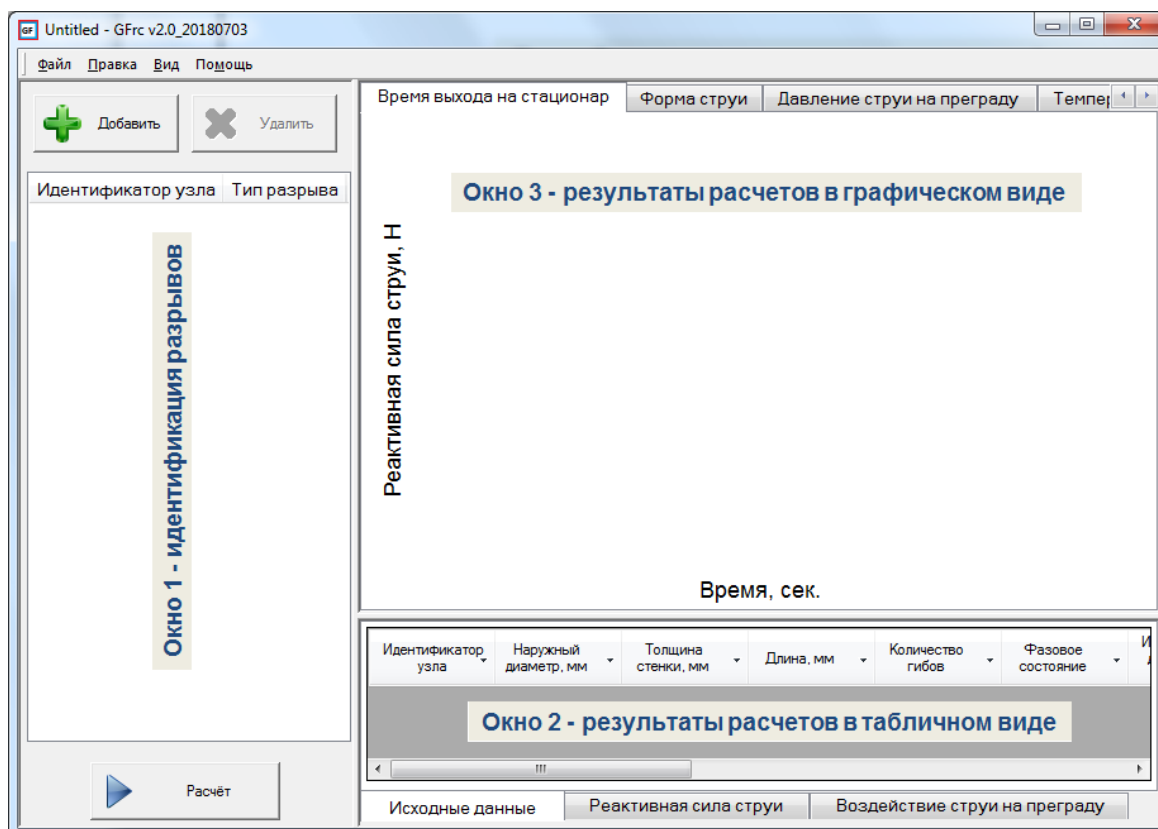 GF Untitled - GFrc v2.0_20180703
Файл Правка Вид Помощь
Добавить Удалить
Идентификатор узла Тип разрыва
Окно 1 - идентификация разрывов
Расчёт
Время выхода на стационар Форма струи Давление струи на преграду Темпе
Окно 3 - результаты расчетов в графическом виде
Реактивная сила струи, Н
Время, сек.
Идентификатор
узла
Наружный
диаметр, мм
Толщина
стенки, мм
Длина, мм
Количество
гибов
Фазовое
состояние
Окно 2 - результаты расчетов в табличном виде
Исходные данные Реактивная сила струи Воздействие струи на преграду